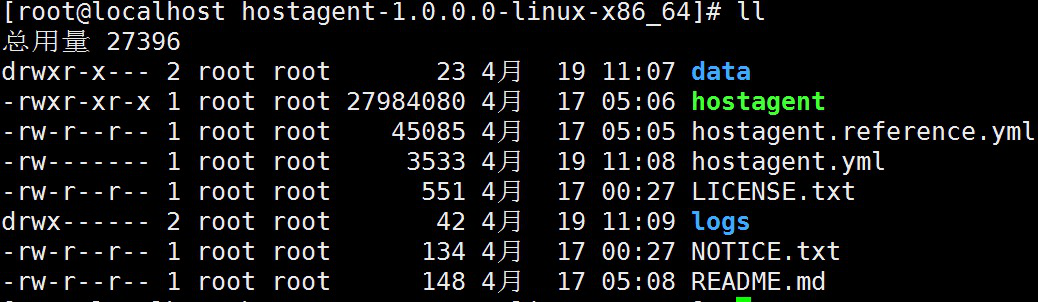 [root@localhost hostagent-1.0.0.0-linux-x86_64]# ll
总用量 27396
drwxr-x--- 2 root root       23 4月  19 11:07 data
-rwxr-xr-x 1 root root 27984080 4月  17 05:06 hostagent
-rw-r--r-- 1 root root    45085 4月  17 05:05 hostagent.reference.yml
-rw------- 1 root root     3533 4月  19 11:08 hostagent.yml
-rw-r--r-- 1 root root      551 4月  17 00:27 LICENSE.txt
drwx------ 2 root root       42 4月  19 11:09 logs
-rw-r--r-- 1 root root      134 4月  17 00:27 NOTICE.txt
-rw-r--r-- 1 root root      148 4月  17 05:08 README.md